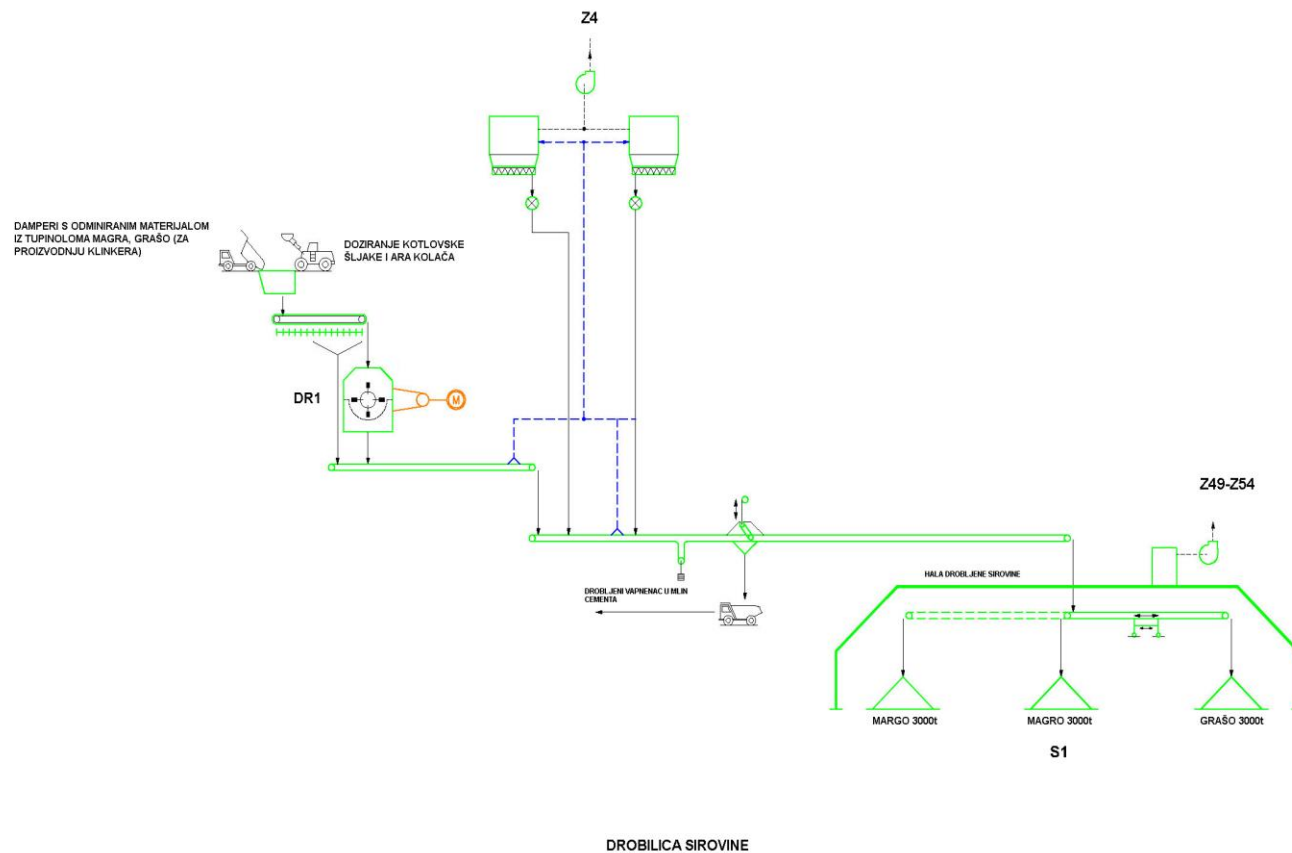 Z4
DAMPERI S ODMINIRANIM MATERIJALOM
IZ TUPINOLOMA MAGRA, GRAŠO (ZA
PROIZVODNJU KLINKERA)
DOZIRANJE KOTLOVSKE
ŠLJAKE I ARA KOLAČA
DR1
M
Z49-Z54
HALA DROBLJENE SIROVINE
DROBLJENI VAPNENAC U MLIN
CEMENTA
MARGO 3000t
MAGRO 3000t
GRAŠO 3000t
S1
DROBILICA SIROVINE